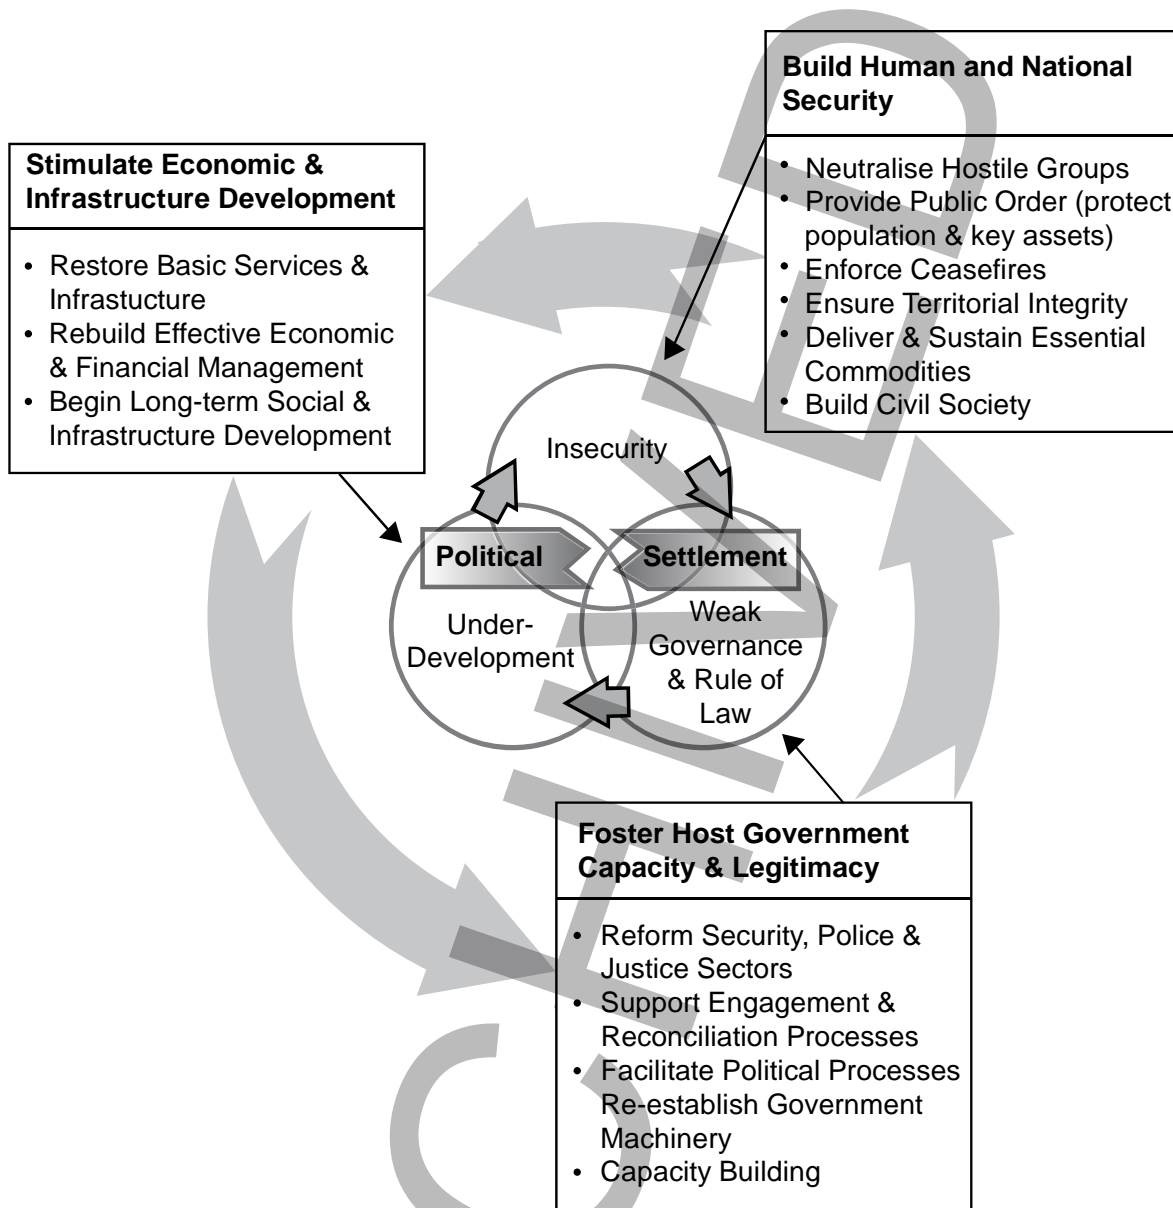 Build Human and National
Security
• Neutralise Hostile Groups
• Provide Public Order (protect
population & key assets)
• Enforce Ceasefires
• Ensure Territorial Integrity
• Deliver & Sustain Essential
Commodities
• Build Civil Society
Stimulate Economic &
Infrastructure Development
• Restore Basic Services &
Infrastucture
• Rebuild Effective Economic
& Financial Management
• Begin Long-term Social &
Infrastructure Development
Insecurity
Political
Settlement
Under-
Development
Weak
Governance
& Rule of
Law
Foster Host Government
Capacity & Legitimacy
• Reform Security, Police &
Justice Sectors
• Support Engagement &
Reconciliation Processes
• Facilitate Political Processes
Re-establish Government
Machinery
• Capacity Building